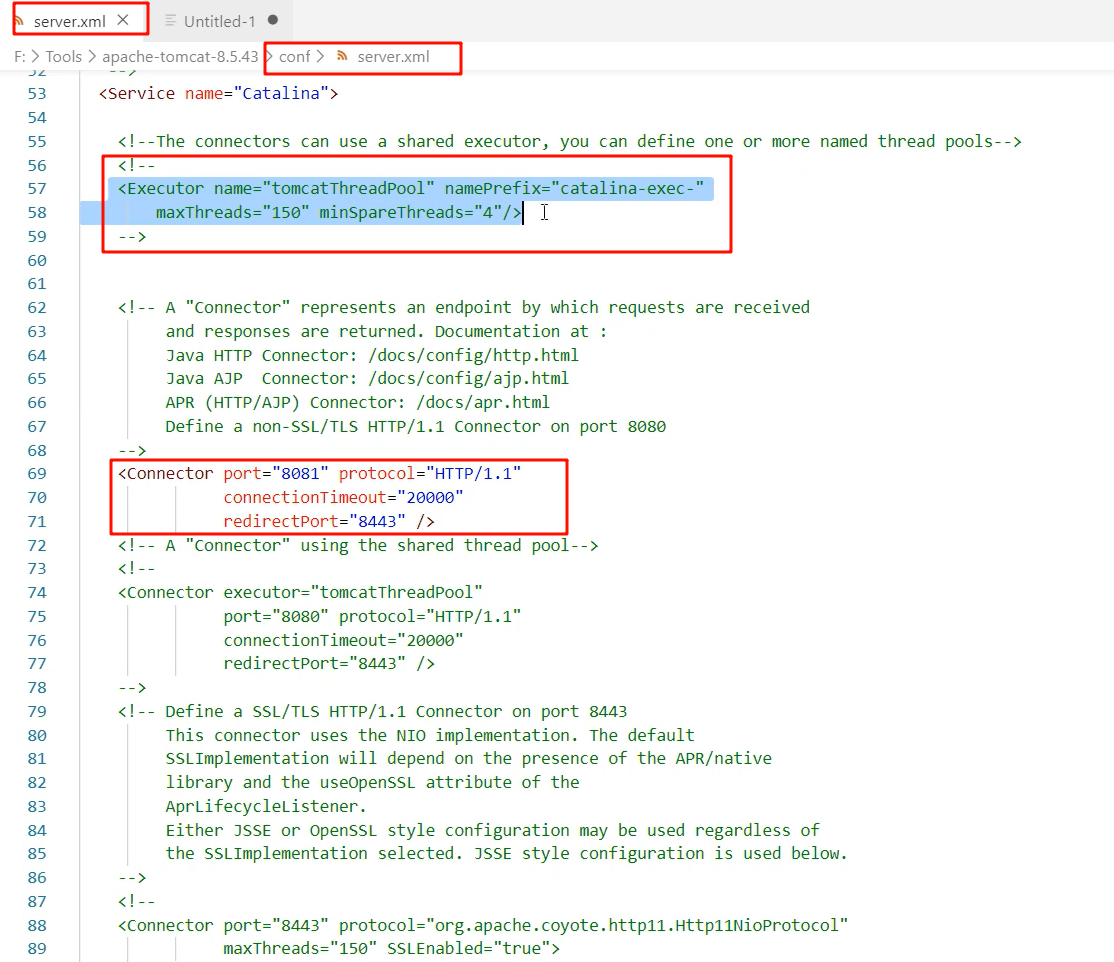 server.xml
Untitled-1
F: > Tools > apache-tomcat-8.5.43 > conf > server.xml
52 -->
53 <Service name="Catalina">
54
55 <!--The connectors can use a shared executor, you can define one or more named thread pools-->
56 <!--
57 <Executor name="tomcatThreadPool" namePrefix="catalina-exec-"
58 maxThreads="150" minSpareThreads="4"/>
59 -->
60
61
62 <!-- A "Connector" represents an endpoint by which requests are received
63 and responses are returned. Documentation at :
64 Java HTTP Connector: /docs/config/http.html
65 Java AJP  Connector: /docs/config/ajp.html
66 APR (HTTP/AJP) Connector: /docs/apr.html
67 Define a non-SSL/TLS HTTP/1.1 Connector on port 8080
68 -->
69 <Connector port="8081" protocol="HTTP/1.1"
70 connectionTimeout="20000"
71 redirectPort="8443" />
72 <!-- A "Connector" using the shared thread pool-->
73 <!--
74 <Connector executor="tomcatThreadPool"
75 port="8080" protocol="HTTP/1.1"
76 connectionTimeout="20000"
77 redirectPort="8443" />
78 -->
79 <!-- Define a SSL/TLS HTTP/1.1 Connector on port 8443
80 This connector uses the NIO implementation. The default
81 SSLImplementation will depend on the presence of the APR/native
82 library and the useOpenSSL attribute of the
83 AprLifecycleListener.
84 Either JSSE or OpenSSL style configuration may be used regardless of
85 the SSLImplementation selected. JSSE style configuration is used below.
86 -->
87 <!--
88 <Connector port="8443" protocol="org.apache.coyote.http11.Http11NioProtocol"
89 maxThreads="150" SSLEnabled="true">